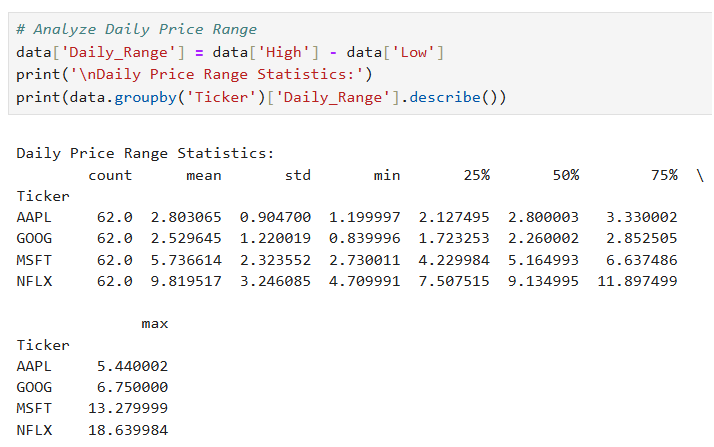 # Analyze Daily Price Range
data['Daily_Range'] = data['High'] - data['Low']
print('\nDaily Price Range Statistics:')
print(data.groupby('Ticker')['Daily_Range'].describe())
Daily Price Range Statistics:
count mean std min 25% 50% 75% \
Ticker
AAPL 62.0 2.803065 0.904700 1.199997 2.127495 2.800003 3.330002
GOOG 62.0 2.529645 1.220019 0.839996 1.723253 2.260002 2.852505
MSFT 62.0 5.736614 2.323552 2.730011 4.229984 5.164993 6.637486
NFLX 62.0 9.819517 3.246085 4.709991 7.507515 9.134995 11.897499
max
Ticker
AAPL 5.440002
GOOG 6.750000
MSFT 13.279999
NFLX 18.639984